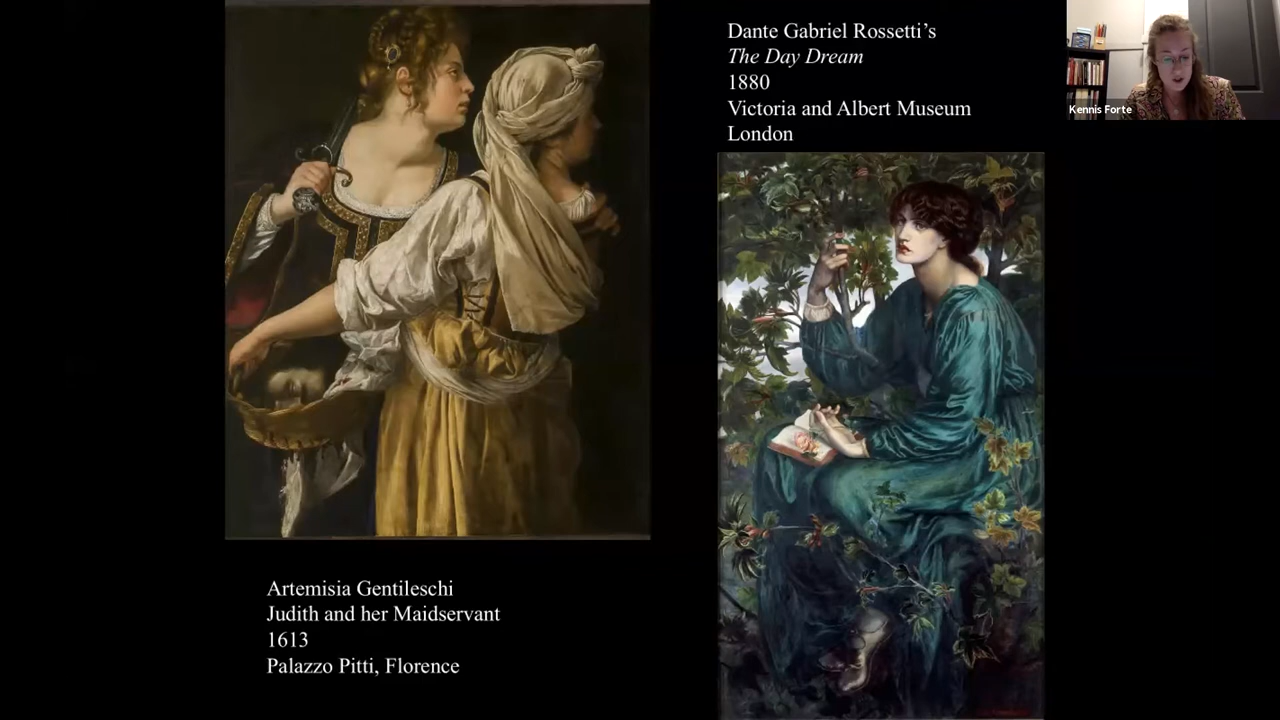 Dante Gabriel Rossetti’s
The Day Dream
1880
Victoria and Albert Museum
London
Kennis Forte
Artemisia Gentileschi
Judith and her Maidservant
1613
Palazzo Pitti, Florence